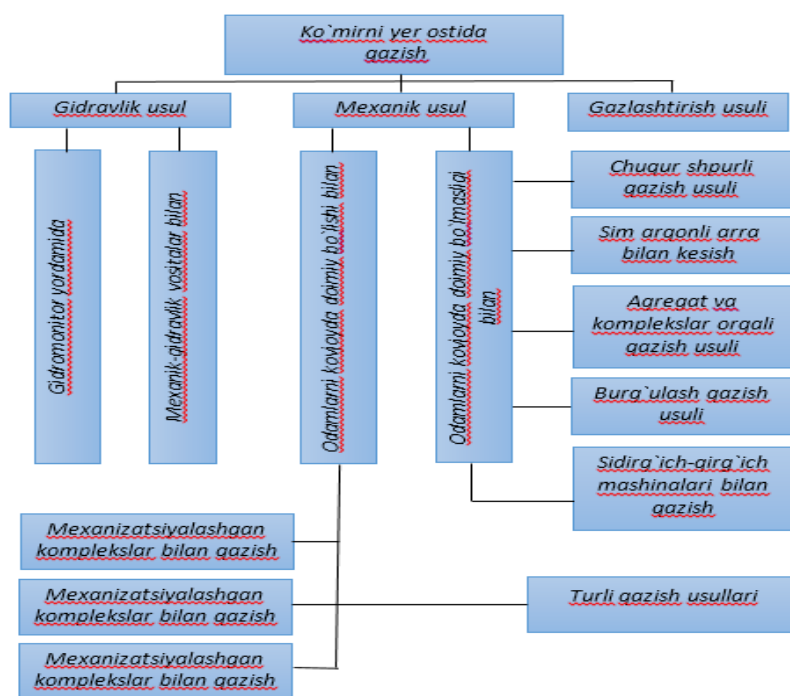 Ko`mirni yer ostida
qazish
Gidravlik usul
Mexanik usul
Gazlashtirish usuli
Gidromonitor yordamida
Mexanik-gidravlik vositalar bilan
Odamlarni kovjoyda doimiy bo`lishi bilan
Odamlarni kovjoyda doimiy bo`lmasligi
bilan
Chuqur shpurli
qazish usuli
Sim arqonli arra
bilan kesish
Agregat va
komplekslar orqali
qazish usuli
Burg`ulash qazish
usuli
Sidirg`ich-qirg`ich
mashinalari bilan
qazish
Mexanizatsiyalashgan
komplekslar bilan qazish
Mexanizatsiyalashgan
komplekslar bilan qazish
Turli qazish usullari
Mexanizatsiyalashgan
komplekslar bilan qazish